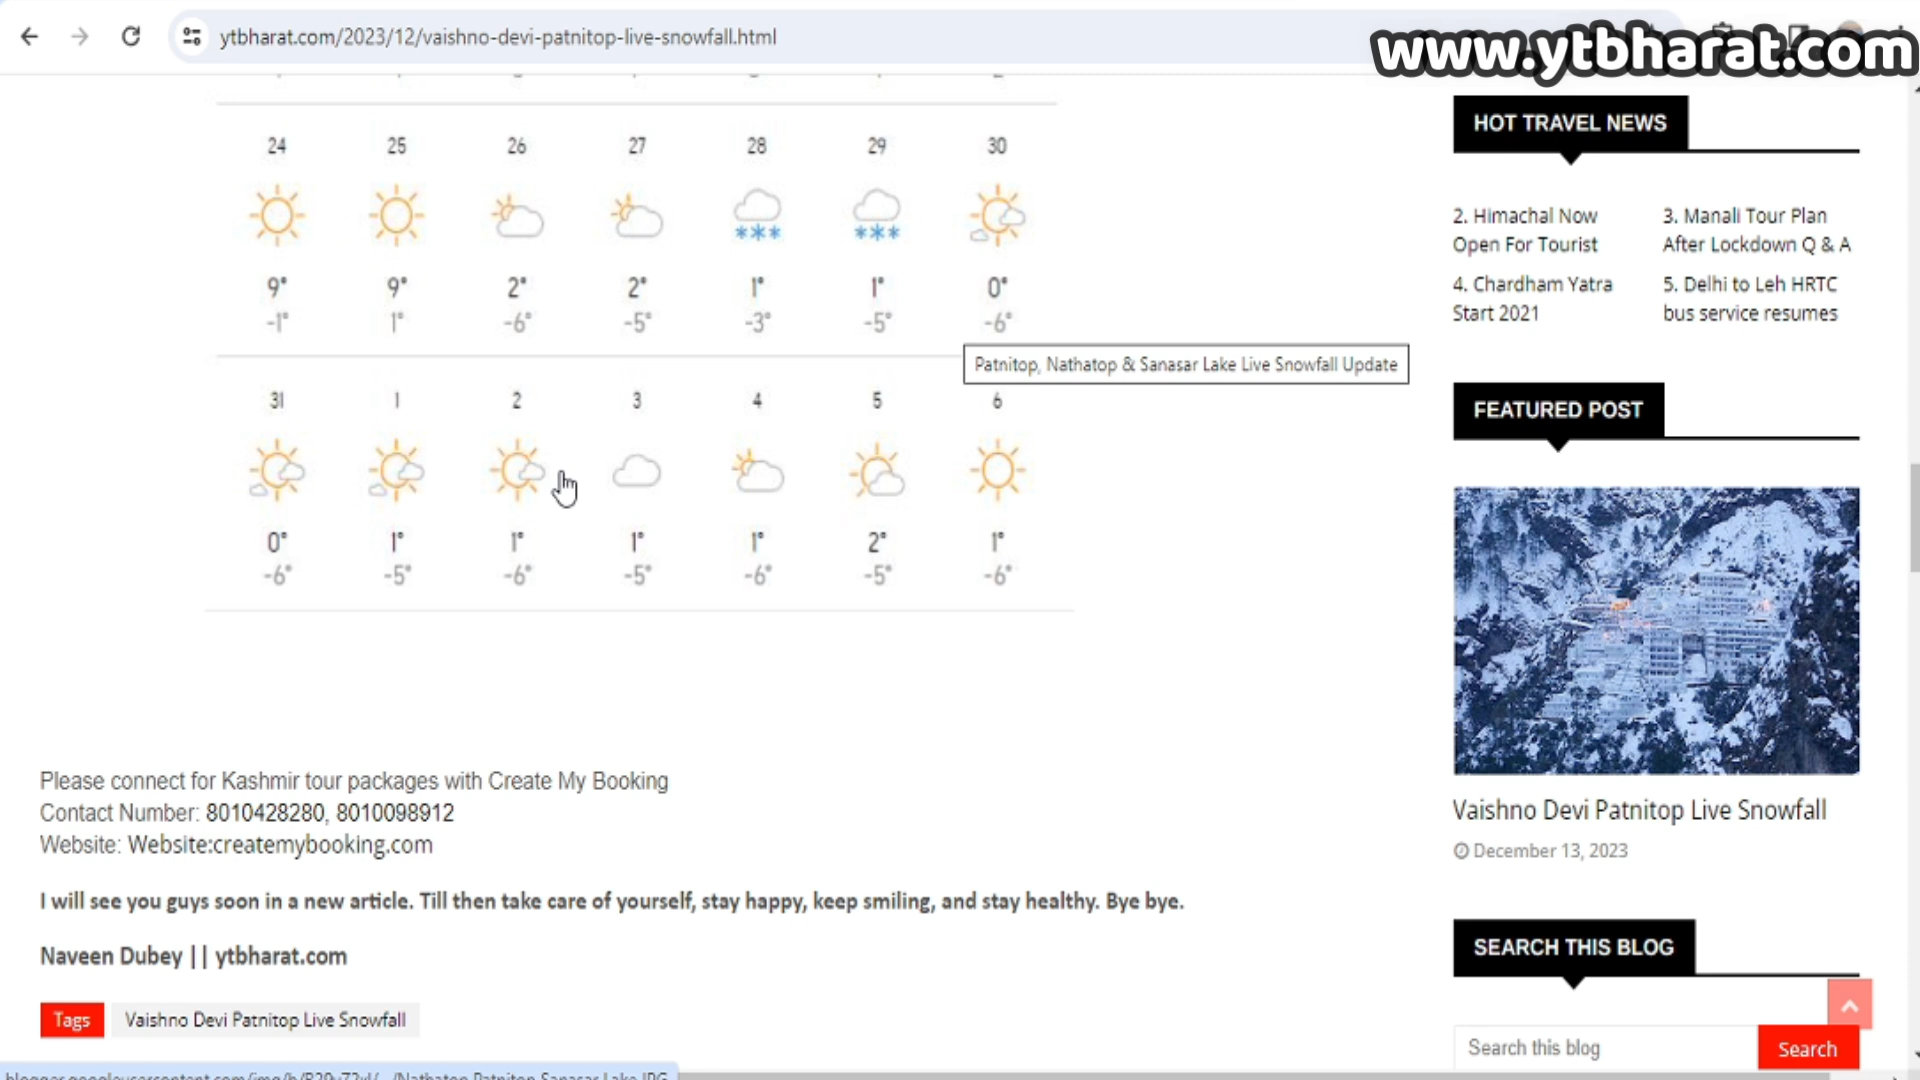 ytbharat.com/2023/12/vaishno-devi-patnitop-live-snowfall.html
www.ytbharat.com
24 25 26 27 28 29 30
9° 9° 2° 2° 1° 1° 0°
-1° 1° -6° -5° -3° -5° -6°
Patnitop, Nathatop & Sanasar Lake Live Snowfall Update
31 1 2 3 4 5 6
0° 1° 1° 1° 1° 2° 1°
-6° -5° -6° -5° -6° -5° -6°
Please connect for Kashmir tour packages with Create My Booking
Contact Number: 8010428280, 8010098912
Website: Website:createmybooking.com
I will see you guys soon in a new article. Till then take care of yourself, stay happy, keep smiling, and stay healthy. Bye bye.
Naveen Dubey || ytbharat.com
Tags Vaishno Devi Patnitop Live Snowfall
HOT TRAVEL NEWS
2. Himachal Now
Open For Tourist
3. Manali Tour Plan
After Lockdown Q & A
4. Chardham Yatra
Start 2021
5. Delhi to Leh HRTC
bus service resumes
FEATURED POST
Vaishno Devi Patnitop Live Snowfall
December 13, 2023
SEARCH THIS BLOG
Search this blog Search